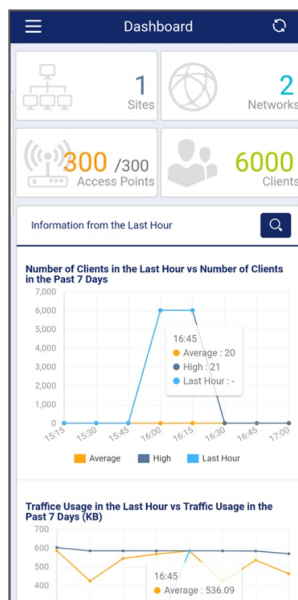 Dashboard
1
Sites
2
Networks
300 /300
Access Points
6000
Clients
Information from the Last Hour
Number of Clients in the Last Hour vs Number of Clients
in the Past 7 Days
7,000
6,000
5,000
4,000
3,000
2,000
1,000
0
16:45
Average : 20
High : 21
Last Hour : -
15:15 15:30 15:45 16:00 16:15 16:30 16:45 17:00
Average High Last Hour
Traffice Usage in the Last Hour vs Traffic Usage in the
Past 7 Days (KB)
700
600
500
400
16:45
Average : 536.09